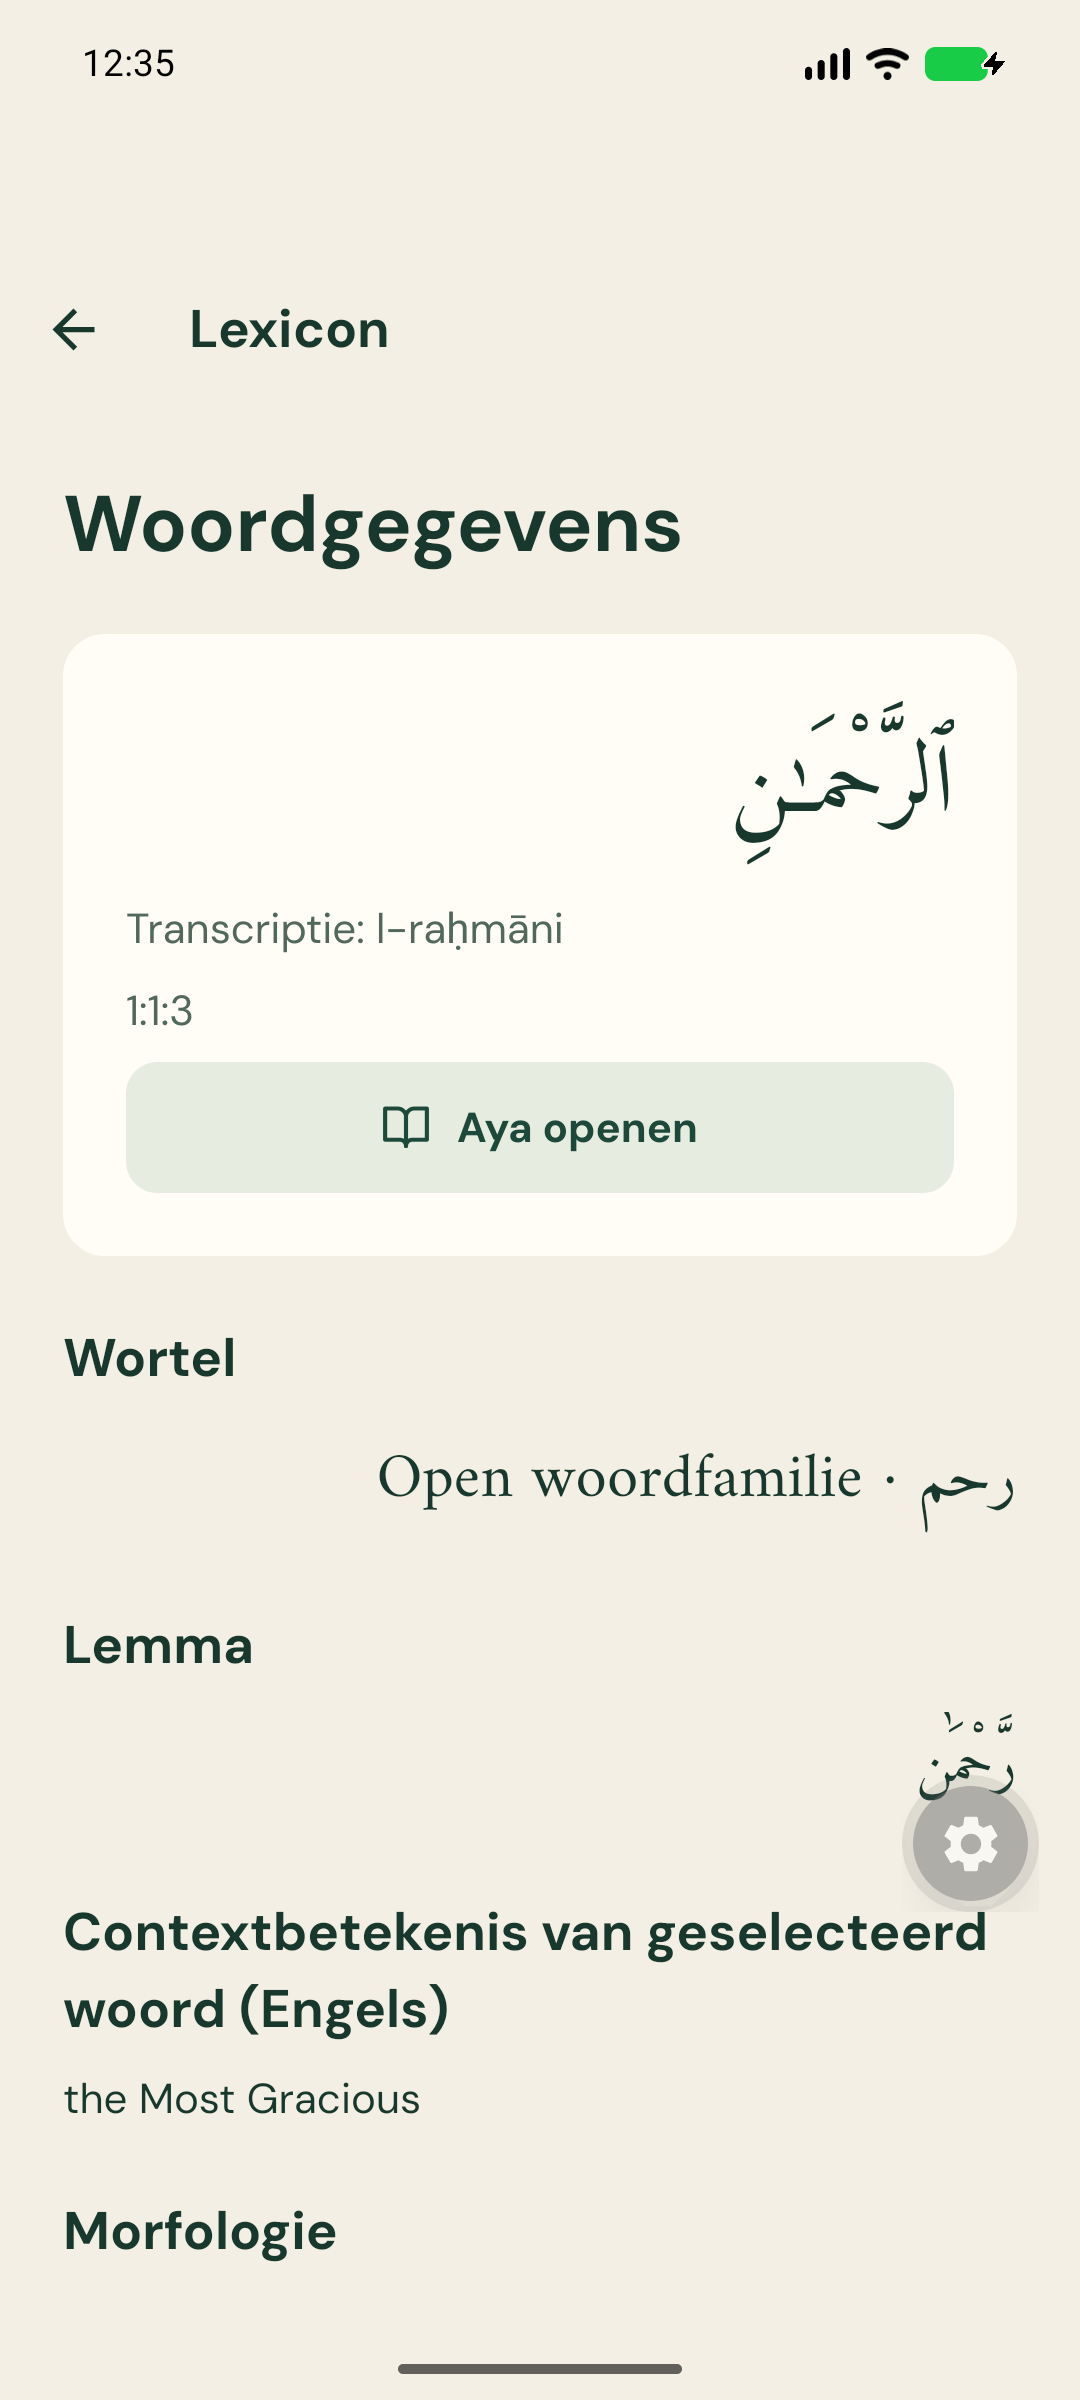 12:35
Lexicon
Woordgegevens
ٱلرَّحْمَـٰنِ
Transcriptie: l-raḥmāni
1:1:3
Aya openen
Wortel
رحم · Open woordfamilie
Lemma
رَّحْمَٰن
Contextbetekenis van geselecteerd
woord (Engels)
the Most Gracious
Morfologie